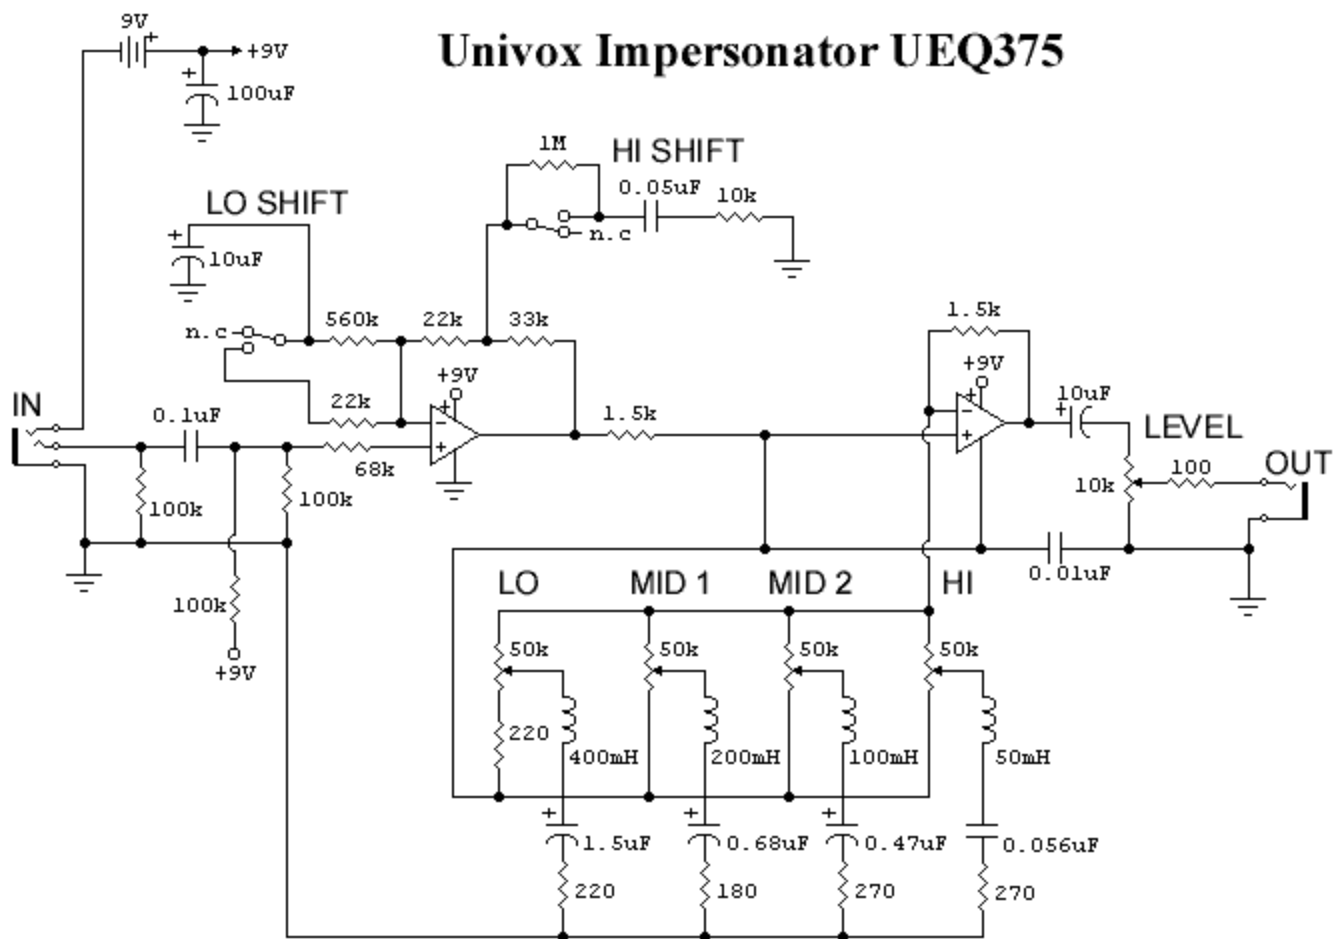 9V
+
+9V
Univox Impersonator UEQ375
+
100uF
1M
HI SHIFT
0.05uF
10k
LO SHIFT
+
10uF
n.c
n.c
560k
22k
33k
1.5k
+9V
+
+9V
+
IN
0.1uF
22k
-
+
1.5k
-
+
10uF
+
LEVEL
68k
100
OUT
100k
100k
10k
0.01uF
LO
MID 1
MID 2
HI
100k
+9V
50k
50k
50k
50k
220
400mH
200mH
100mH
50mH
+
+
+
1.5uF
0.68uF
0.47uF
0.056uF
220
180
270
270